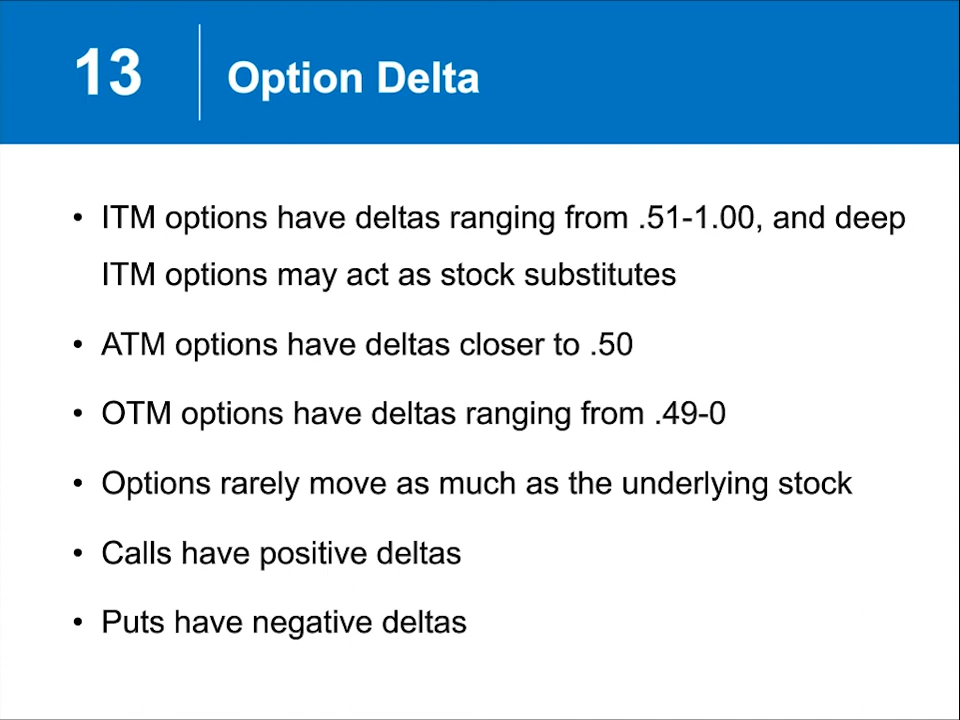 13
Option Delta
• ITM options have deltas ranging from .51-1.00, and deep
ITM options may act as stock substitutes
• ATM options have deltas closer to .50
• OTM options have deltas ranging from .49-0
• Options rarely move as much as the underlying stock
• Calls have positive deltas
• Puts have negative deltas